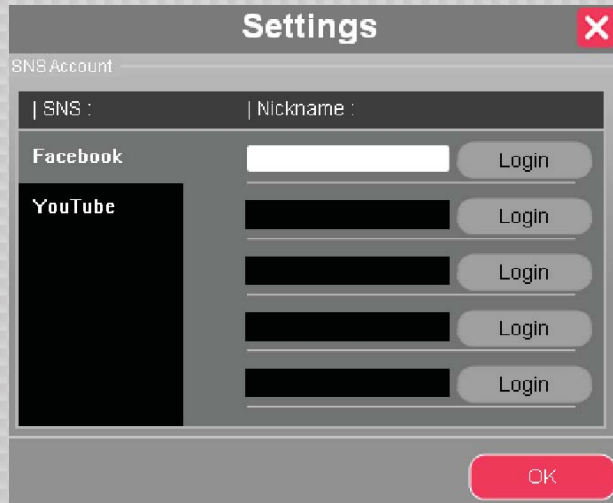 Settings
SNS Account
| SNS : | Nickname :
Facebook Login
YouTube Login
Login
Login
Login
OK